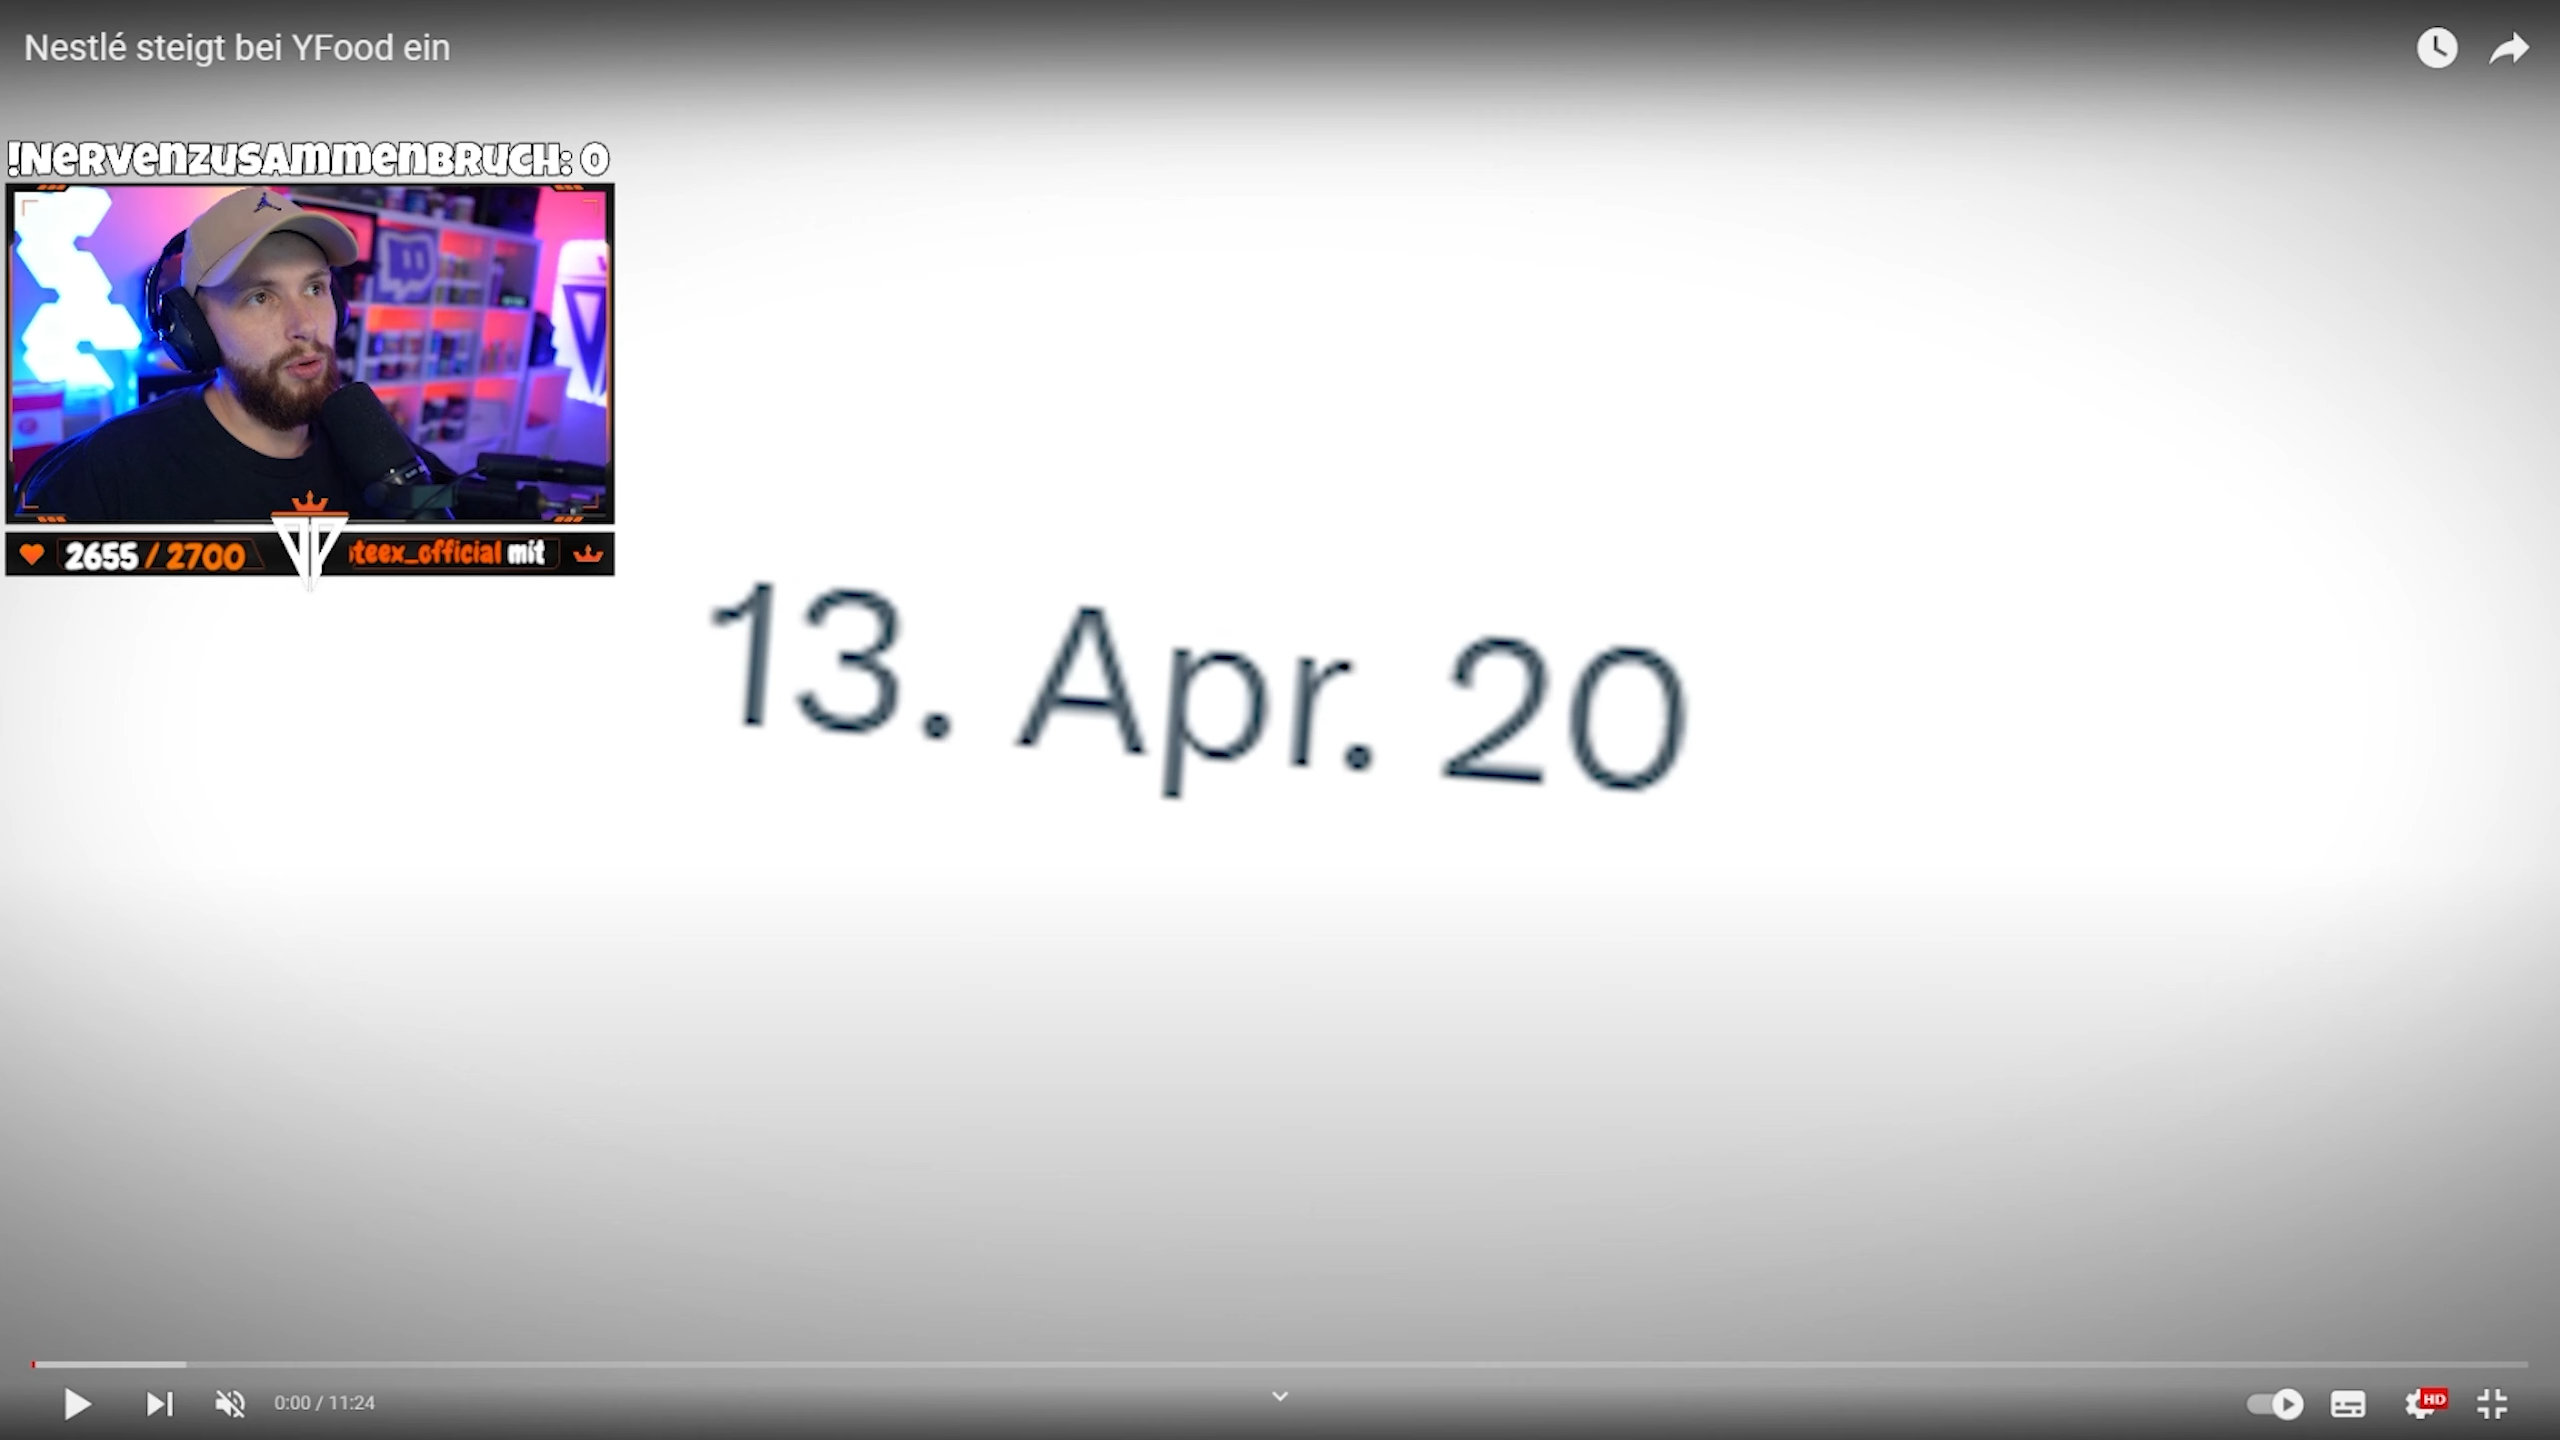 Nestlé steigt bei YFood ein
!Nervenzusammenbruch: 0
2655 / 2700
teex_official mit
13. Apr. 20
0:00 / 11:24
HD